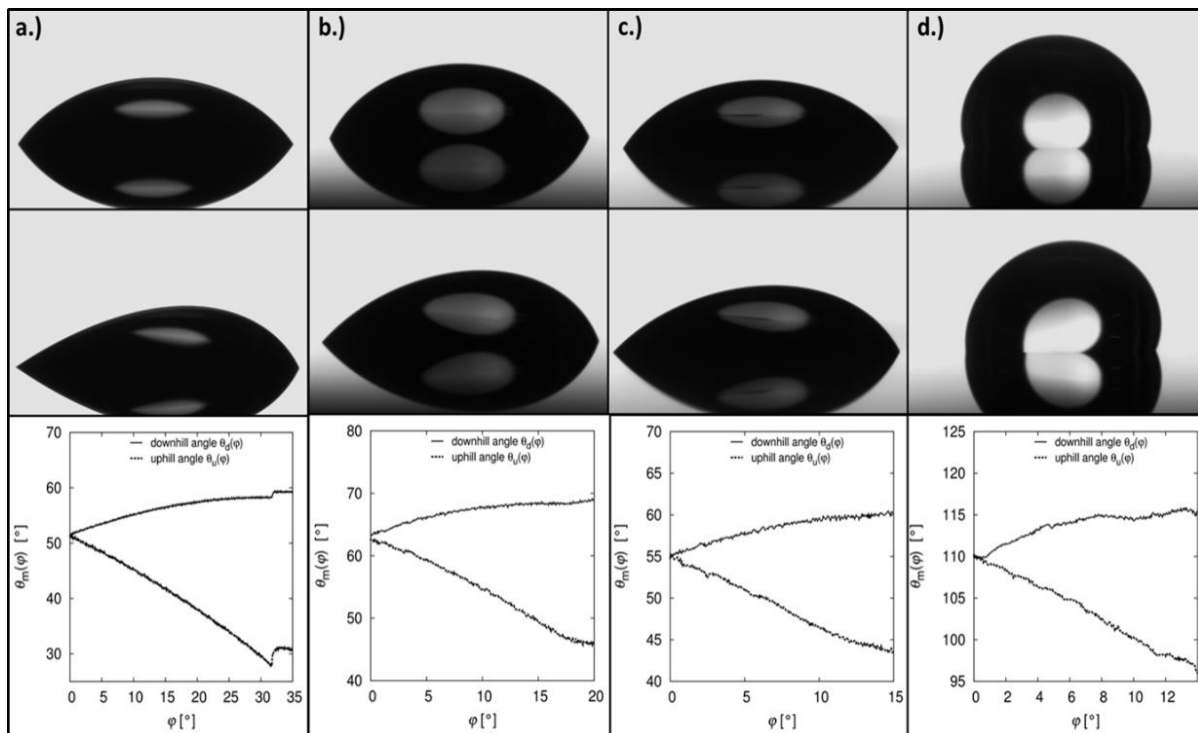 a.)
b.)
c.)
d.)
70
60
50
40
30
θm(φ) [°]
— downhill angle θd(φ)
---- uphill angle θu(φ)
0 5 10 15 20 25 30 35
φ [°]
80
70
60
50
40
θm(φ) [°]
— downhill angle θd(φ)
---- uphill angle θu(φ)
0 5 10 15 20
φ [°]
70
65
60
55
50
45
40
θm(φ) [°]
— downhill angle θd(φ)
---- uphill angle θu(φ)
0 5 10 15
φ [°]
125
120
115
110
105
100
95
θm(φ) [°]
— downhill angle θd(φ)
---- uphill angle θu(φ)
0 2 4 6 8 10 12
φ [°]